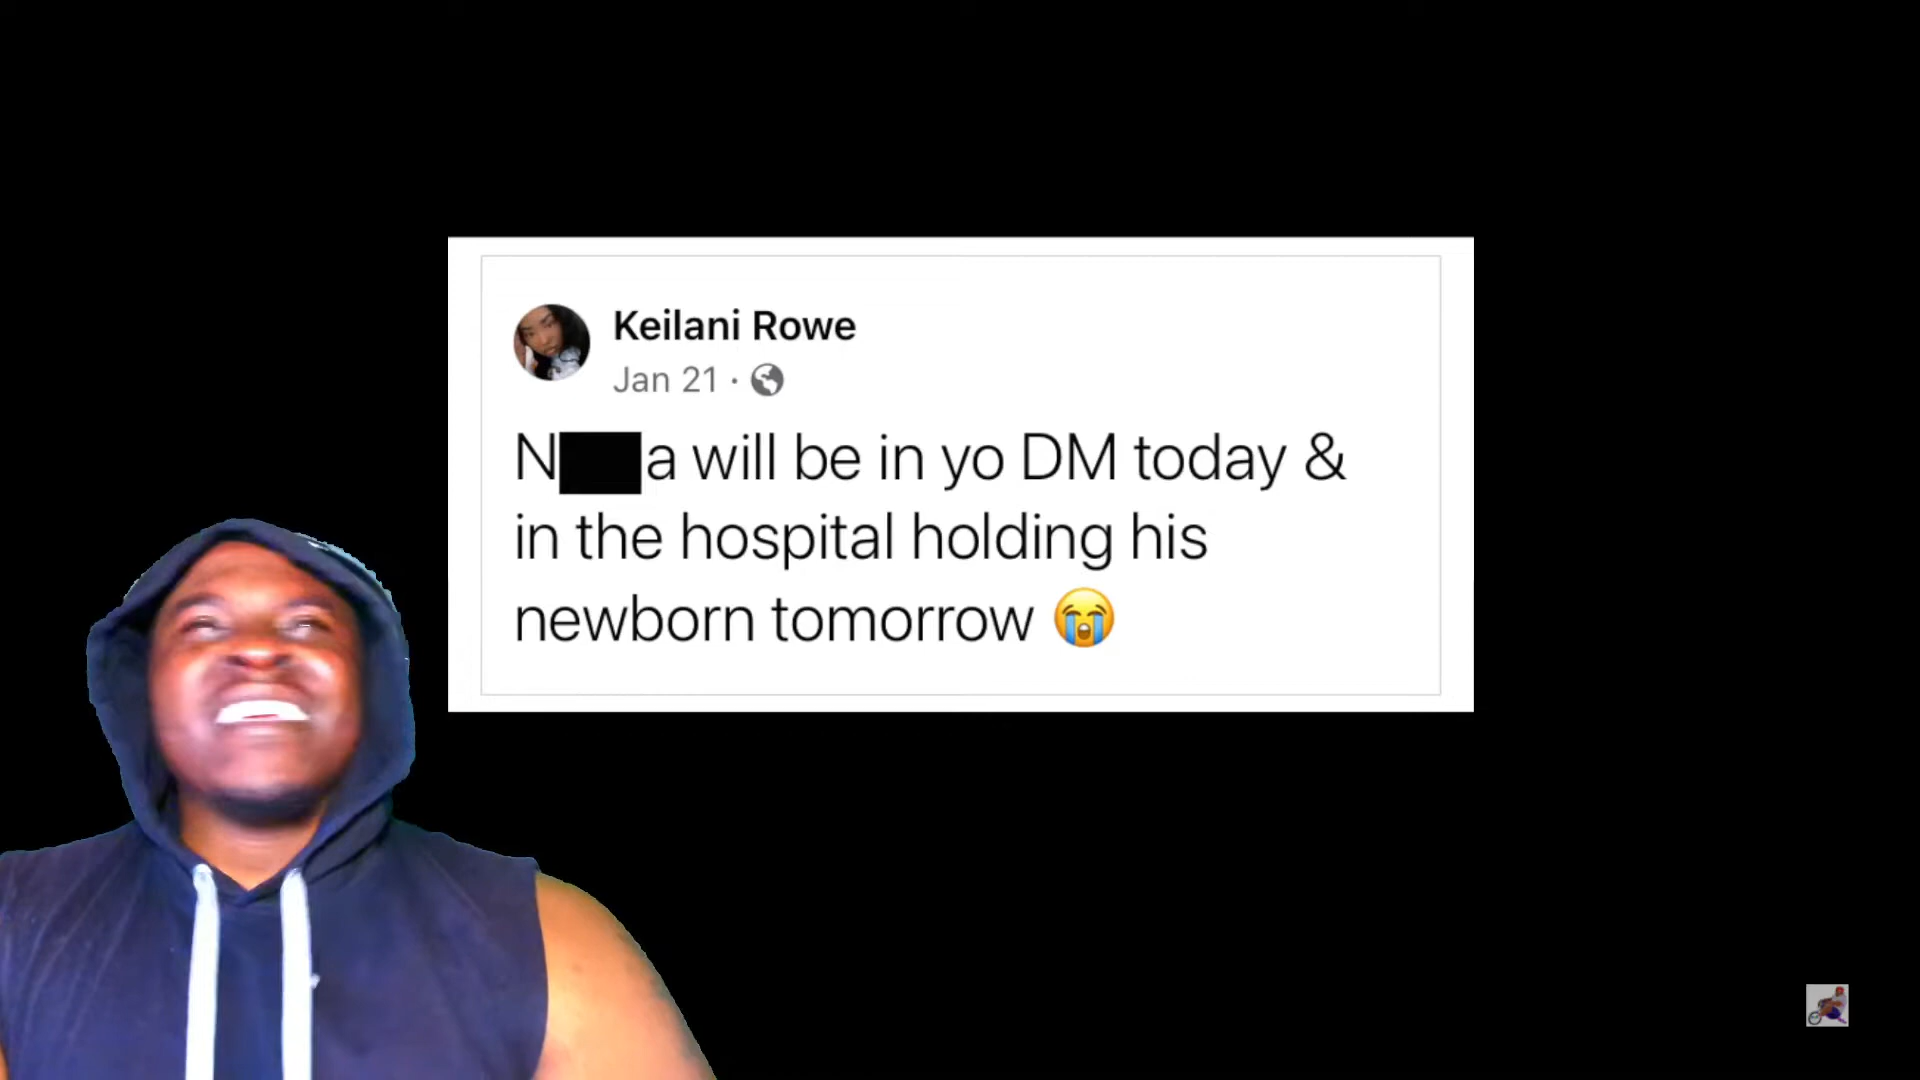 Keilani Rowe
Jan 21 ·
N a will be in yo DM today &
in the hospital holding his
newborn tomorrow 😭